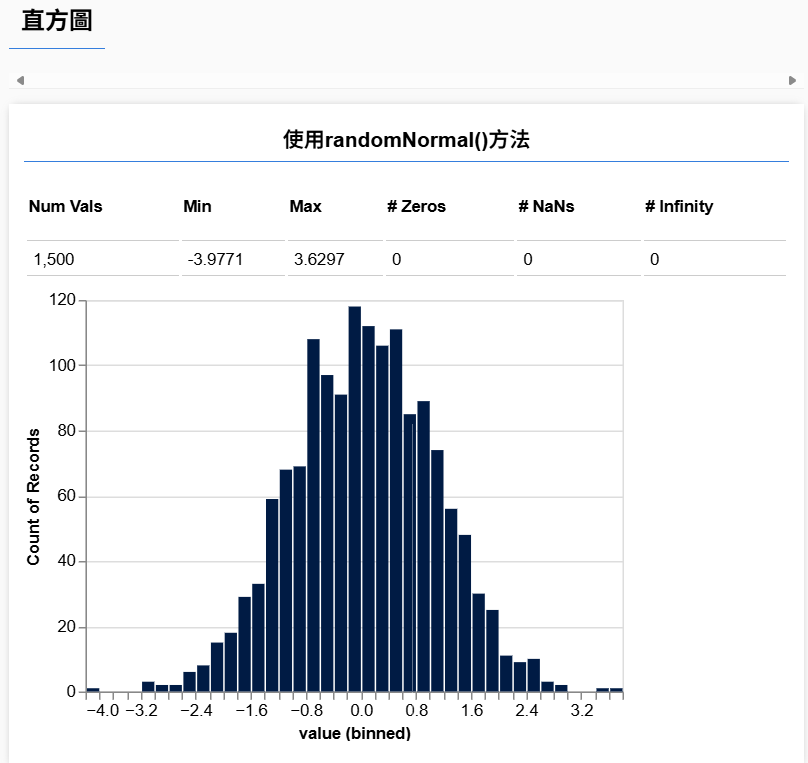 直方圖
使用randomNormal()方法
Num Vals Min Max # Zeros # NaNs # Infinity
1,500 -3.9771 3.6297 0 0 0
120
100
80
60
40
20
0
Count of Records
−4.0 −3.2 −2.4 −1.6 −0.8 0.0 0.8 1.6 2.4 3.2
value (binned)